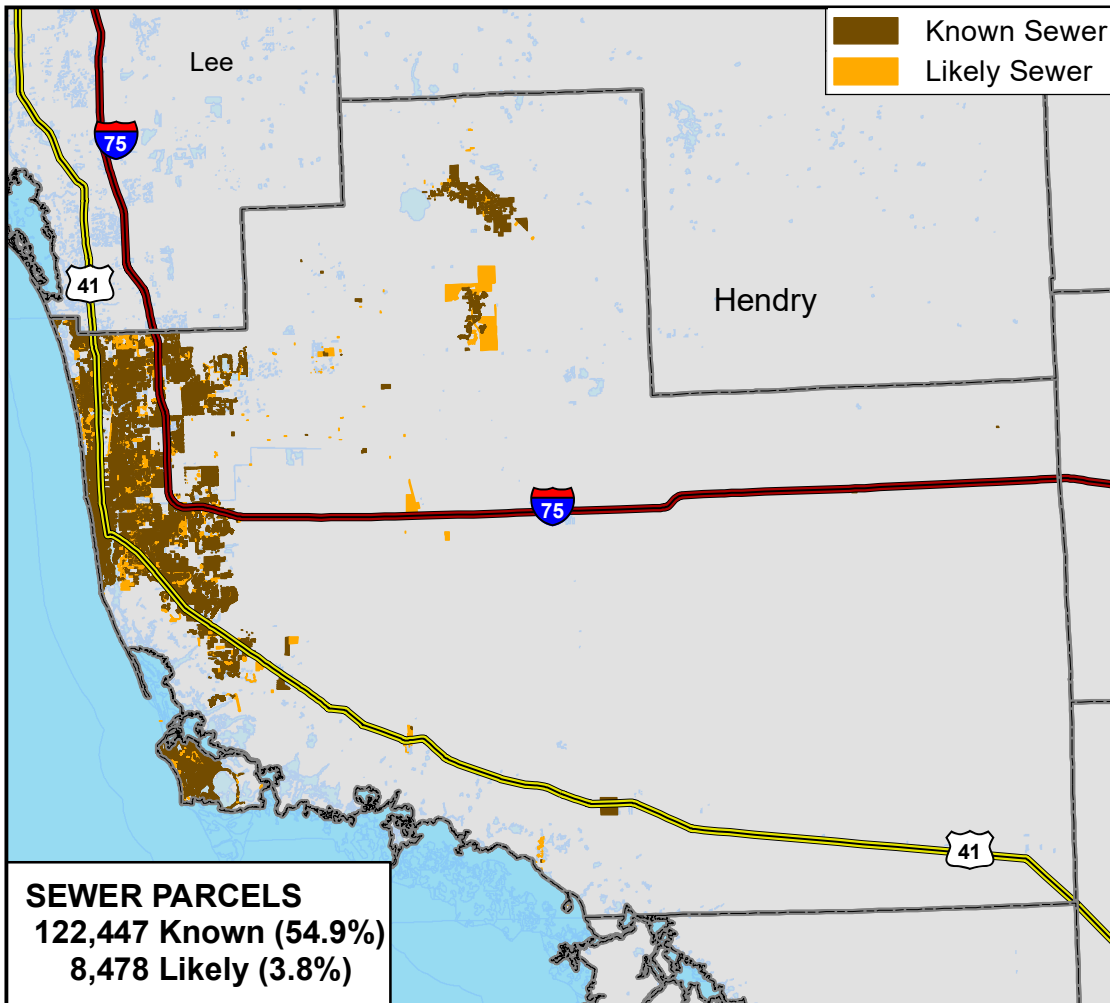 Lee
Known Sewer
Likely Sewer
75
41
Hendry
75
41
SEWER PARCELS
122,447 Known (54.9%)
8,478 Likely (3.8%)